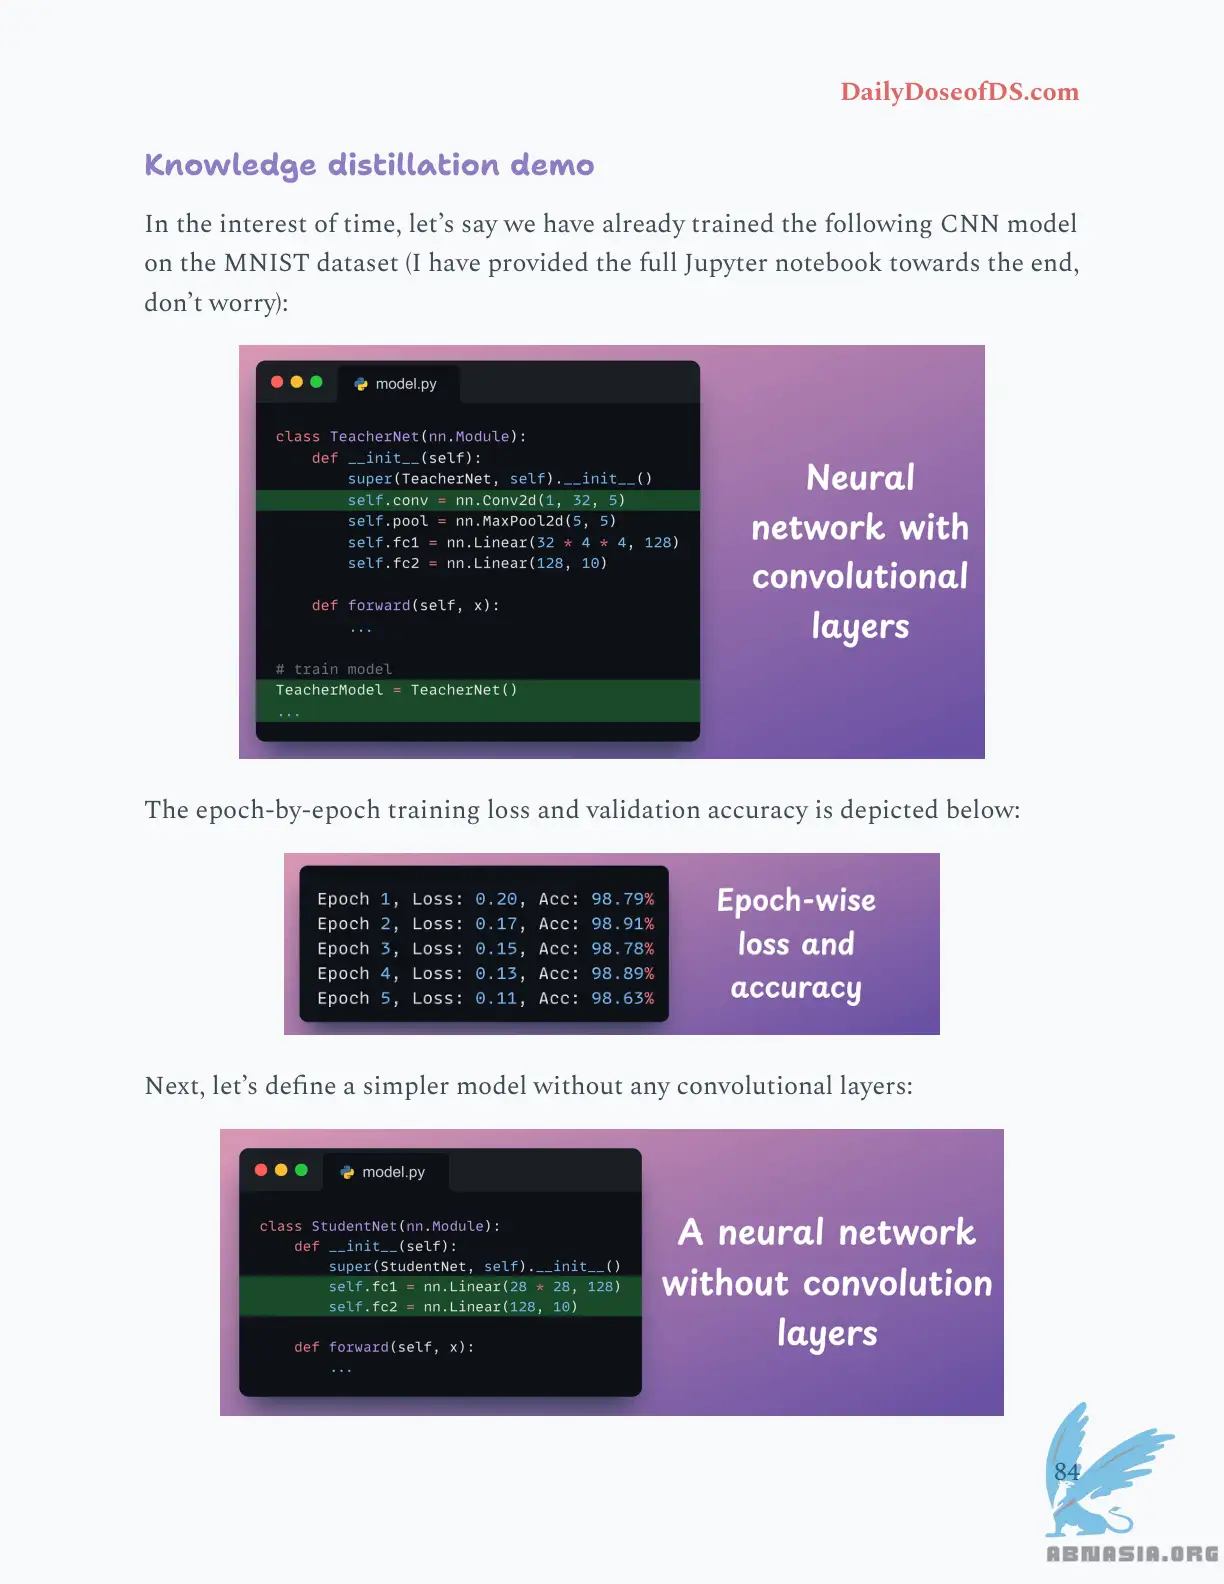 DailyDoseofDS.com
Knowledge distillation demo
In the interest of time, let’s say we have already trained the following CNN model
on the MNIST dataset (I have provided the full Jupyter notebook towards the end,
don’t worry):
model.py
class TeacherNet(nn.Module):
    def __init__(self):
        super(TeacherNet, self).__init__()
        self.conv = nn.Conv2d(1, 32, 5)
        self.pool = nn.MaxPool2d(5, 5)
        self.fc1 = nn.Linear(32 * 4 * 4, 128)
        self.fc2 = nn.Linear(128, 10)
    def forward(self, x):
        ...
# train model
TeacherModel = TeacherNet()
...
Neural
network with
convolutional
layers
The epoch-by-epoch training loss and validation accuracy is depicted below:
Epoch 1, Loss: 0.20, Acc: 98.79%
Epoch 2, Loss: 0.17, Acc: 98.91%
Epoch 3, Loss: 0.15, Acc: 98.78%
Epoch 4, Loss: 0.13, Acc: 98.89%
Epoch 5, Loss: 0.11, Acc: 98.63%
Epoch-wise
loss and
accuracy
Next, let’s define a simpler model without any convolutional layers:
model.py
class StudentNet(nn.Module):
    def __init__(self):
        super(StudentNet, self).__init__()
        self.fc1 = nn.Linear(28 * 28, 128)
        self.fc2 = nn.Linear(128, 10)
    def forward(self, x):
        ...
A neural network
without convolution
layers
84
ABNASIA.ORG